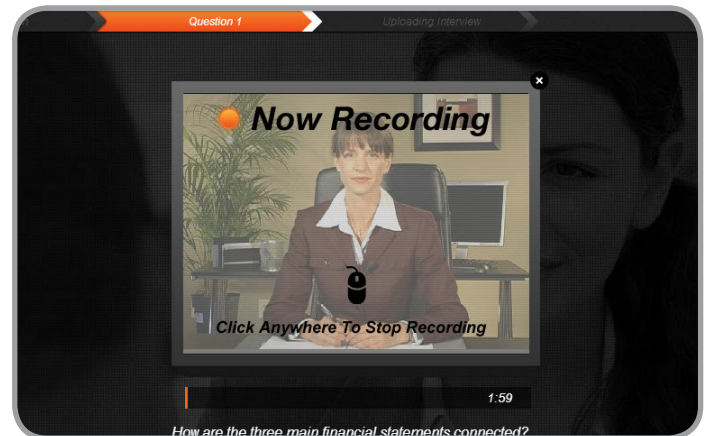 Question 1
Uploading Interview
Now Recording
Click Anywhere To Stop Recording
1:59
How are the three main financial statements connected?